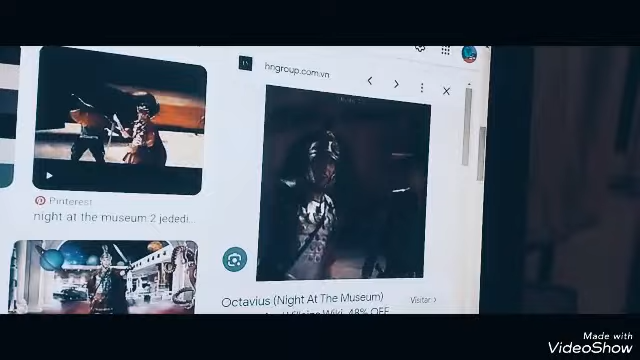 hngroup.com.vn
Pinterest
night at the museum 2 jededi...
Octavius (Night At The Museum)
Visitar >
Wiki, 48% OFF
Made with
VideoShow